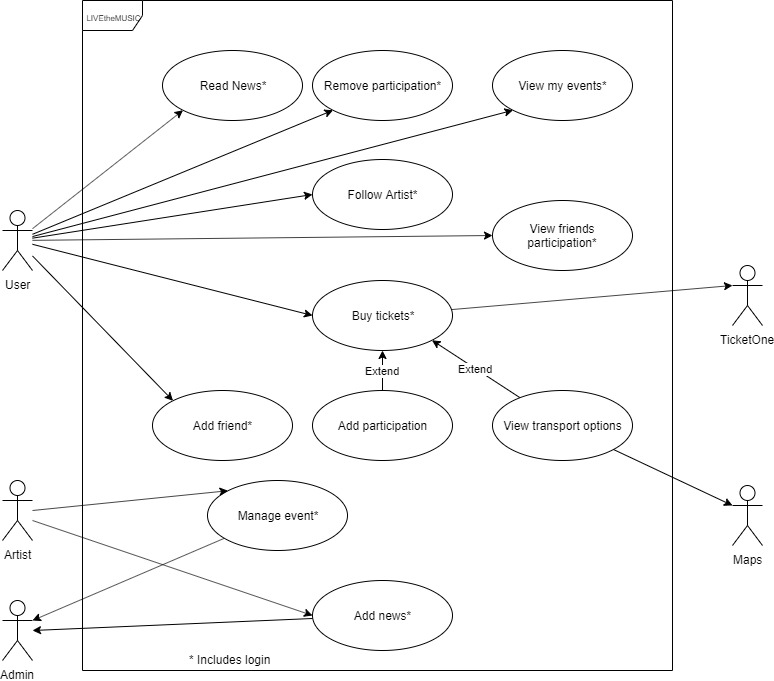 LIVEtheMUSIC
Read News*
Remove participation*
View my events*
Follow Artist*
View friends
participation*
User
Buy tickets*
TicketOne
Extend
Extend
Add friend*
Add participation
View transport options
Manage event*
Artist
Maps
Add news*
* Includes login
Admin